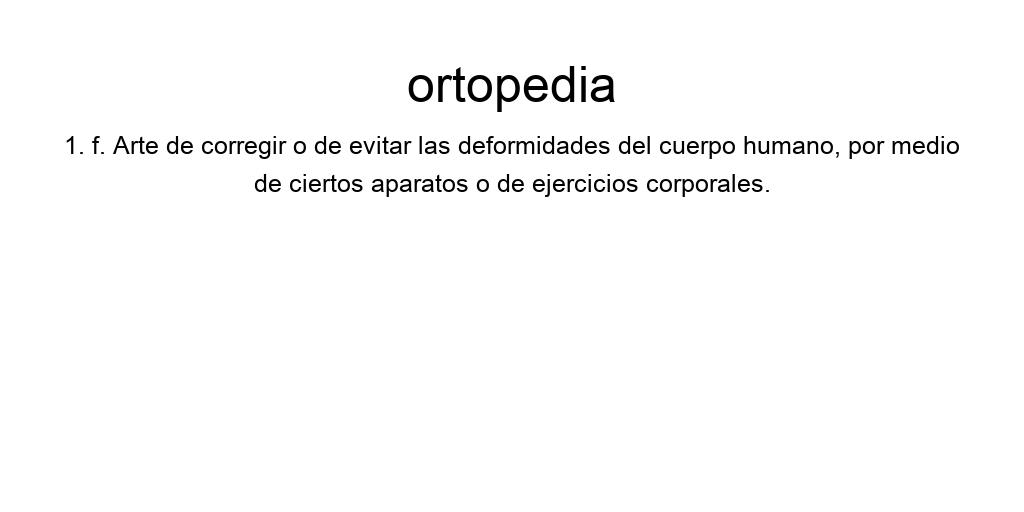 ortopedia
1. f. Arte de corregir o de evitar las deformidades del cuerpo humano, por medio
de ciertos aparatos o de ejercicios corporales.